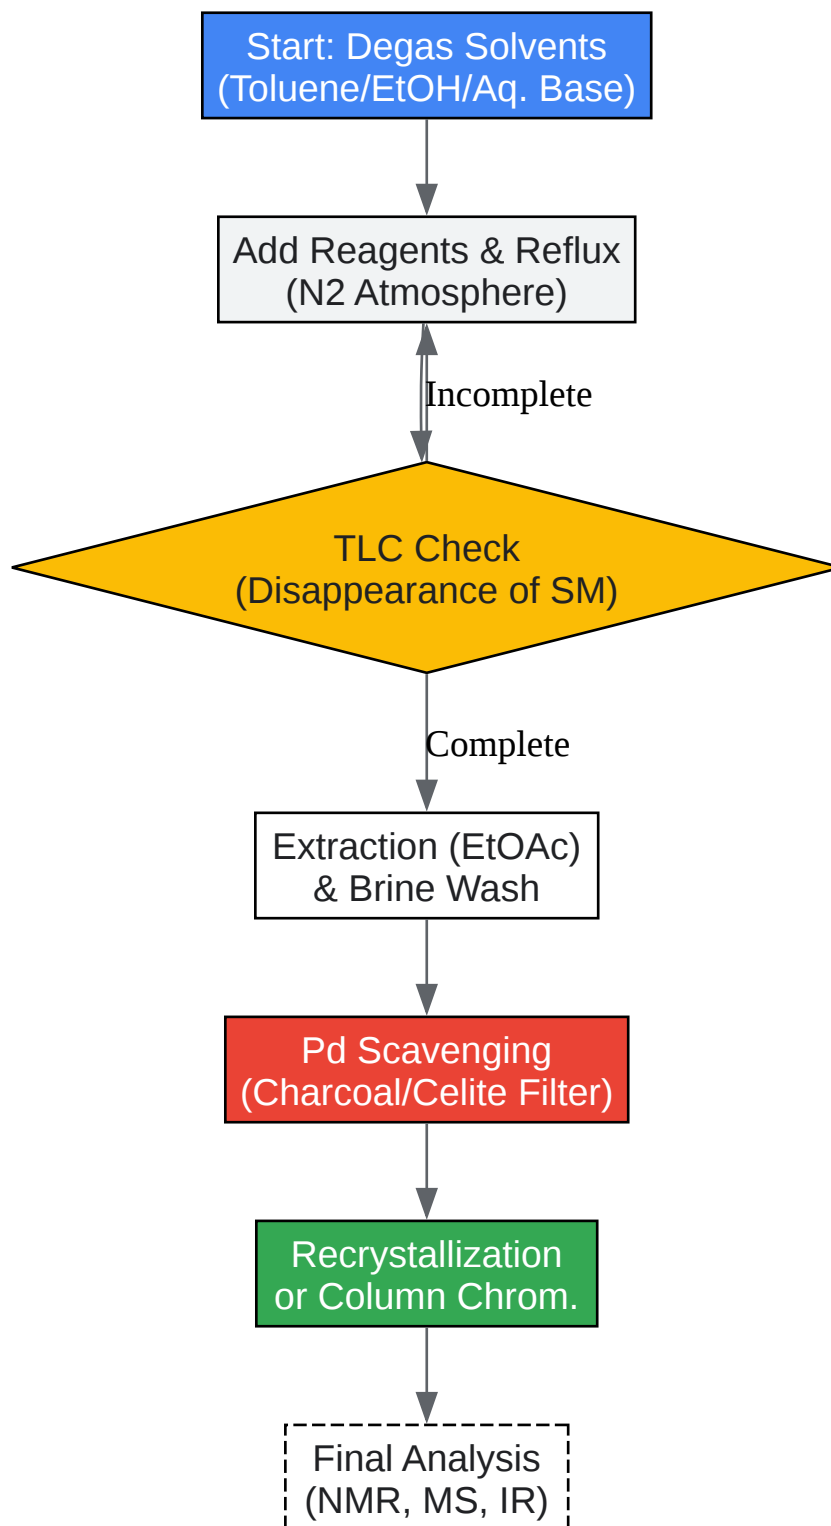 Start: Degas Solvents
(Toluene/EtOH/Aq. Base)
Add Reagents & Reflux
(N2 Atmosphere)
Incomplete
TLC Check
(Disappearance of SM)
Complete
Extraction (EtOAc)
& Brine Wash
Pd Scavenging
(Charcoal/Celite Filter)
Recrystallization
or Column Chrom.
Final Analysis
(NMR, MS, IR)